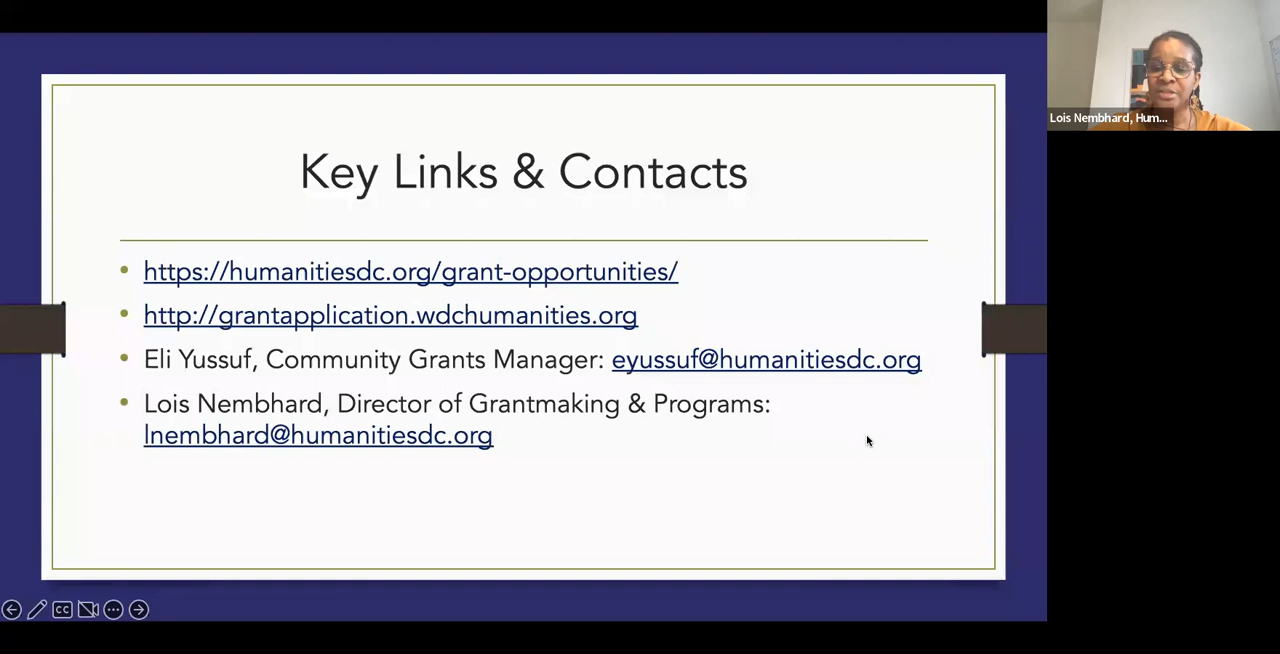 Key Links & Contacts
https://humanitiesdc.org/grant-opportunities/
http://grantapplication.wdchumanities.org
Eli Yussuf, Community Grants Manager: eyussuf@humanitiesdc.org
Lois Nembhard, Director of Grantmaking & Programs:
lnembhard@humanitiesdc.org
Lois Nembhard, Hum...
CC